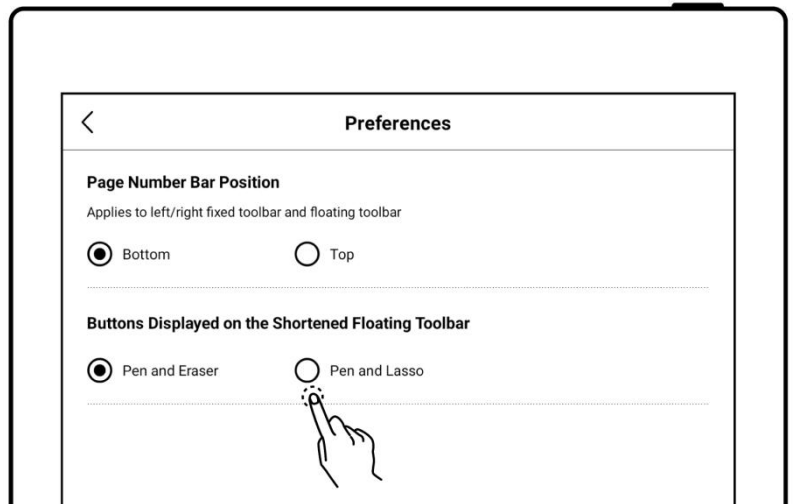 Preferences
Page Number Bar Position
Applies to left/right fixed toolbar and floating toolbar
Bottom Top
Buttons Displayed on the Shortened Floating Toolbar
Pen and Eraser Pen and Lasso